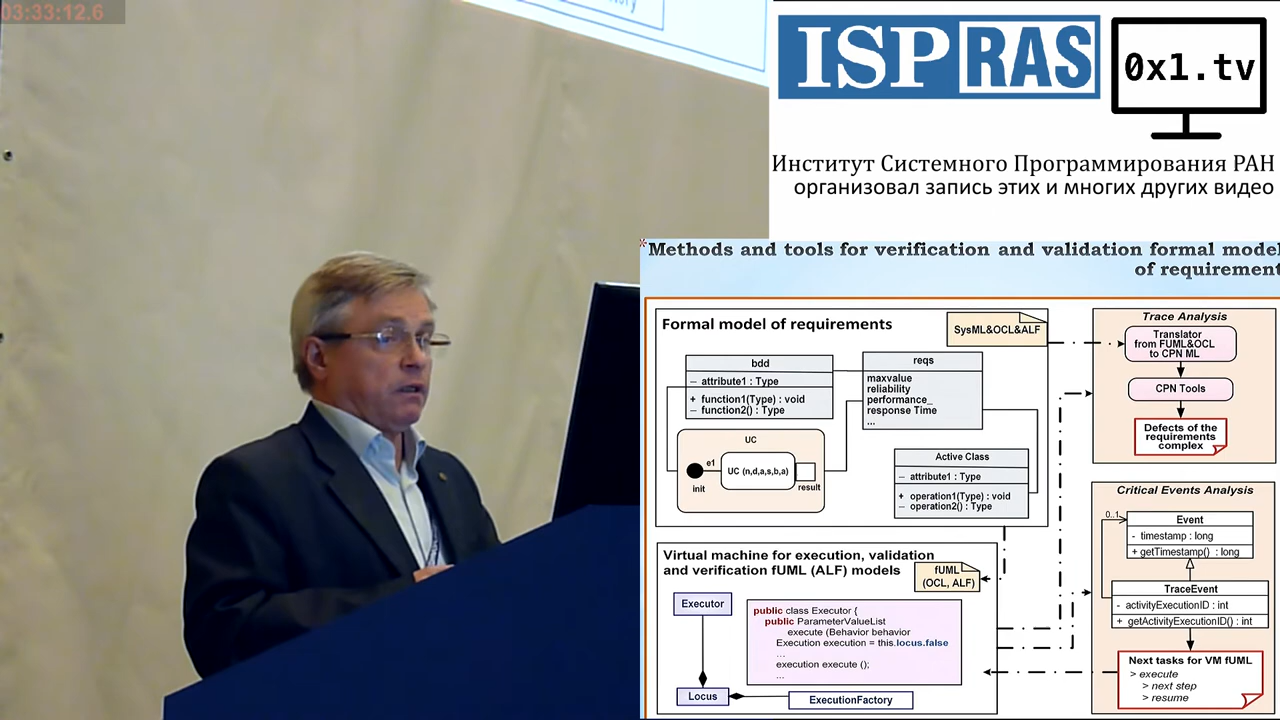 03:33:12.6
ISP RAS
0x1.tv
Институт Системного Программирования РАН
организовал запись этих и многих других видео
*Methods and tools for verification and validation formal model
of requirement
Formal model of requirements
SysML&OCL&ALF
bdd
– attribute1 : Type
+ function1(Type) : void
– function2() : Type
reqs
maxvalue
reliability
performance_
response Time
...
UC
e1
UC (n,d,a,s,b,a)
init
result
Active Class
– attribute1 : Type
+ operation1(Type) : void
– operation2() : Type
Virtual machine for execution, validation
and verification fUML (ALF) models
fUML
(OCL, ALF)
Executor
public class Executor {
public ParameterValueList
execute (Behavior behavior
Execution execution = this.locus.false
...
execution execute ();
...
Locus
ExecutionFactory
Trace Analysis
Translator
from FUML&OCL
to CPN ML
CPN Tools
Defects of the
requirements
complex
Critical Events Analysis
0..1
Event
- timestamp : long
+ getTimestamp() : long
TraceEvent
- activityExecutionID : int
+ getActivityExecutionID() : int
Next tasks for VM fUML
> execute
> next step
> resume